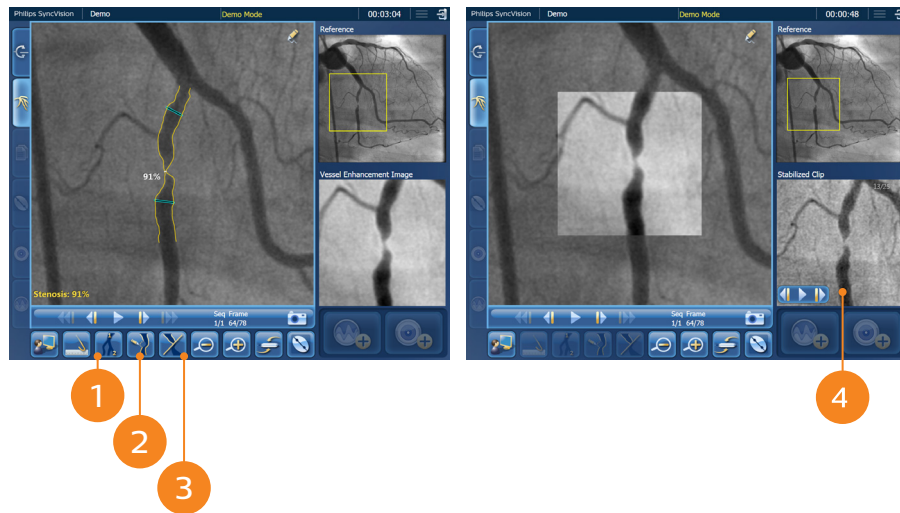 Philips SyncVision Demo Demo Mode 00:03:04
Reference
91%
Vessel Enhancement Image
Stenosis: 91%
Seq Frame
1/1 64/78
1
2
3
Philips SyncVision Demo Demo Mode 00:00:48
Reference
Stabilized Clip
13/25
Seq Frame
1/1 64/78
4